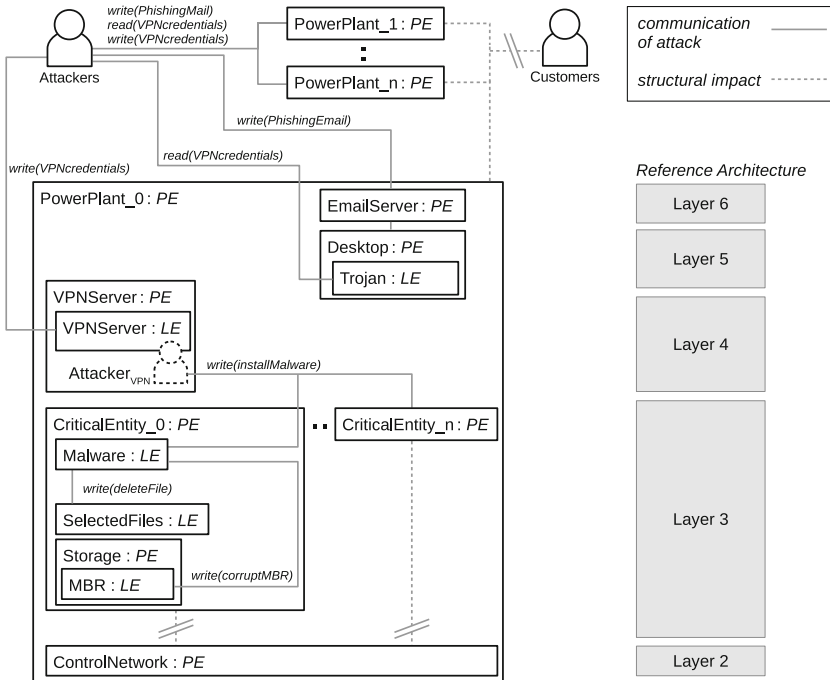 write(PhishingMail)
read(VPNcredentials)
write(VPNcredentials)
Attackers
PowerPlant_1 : PE
PowerPlant_n : PE
Customers
communication
of attack
structural impact
write(PhishingEmail)
read(VPNcredentials)
write(VPNcredentials)
Reference Architecture
PowerPlant_0 : PE
EmailServer : PE
Layer 6
Desktop : PE
Trojan : LE
Layer 5
VPNServer : PE
VPNServer : LE
Attacker VPN
write(installMalware)
Layer 4
CriticalEntity_0 : PE
CriticalEntity_n : PE
Malware : LE
write(deleteFile)
SelectedFiles : LE
Layer 3
Storage : PE
MBR : LE
write(corruptMBR)
ControlNetwork : PE
Layer 2